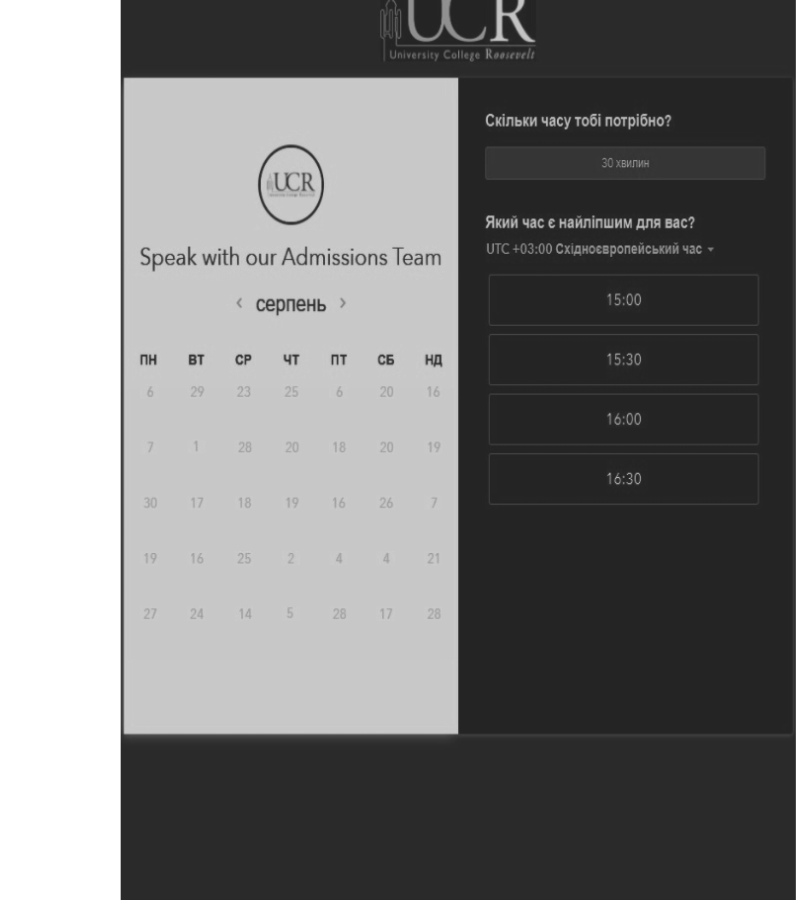 UCR
University College Roosevelt
UCR
Speak with our Admissions Team
‹ серпень ›
ПН ВТ СР ЧТ ПТ СБ НД
6 29 23 25 6 20 16
7 1 28 20 18 20 19
30 17 18 19 16 26 7
19 16 25 2 4 4 21
27 24 14 5 28 17 28
Скільки часу тобі потрібно?
30 хвилин
Який час є найліпшим для вас?
UTC +03:00 Східноєвропейський час
15:00
15:30
16:00
16:30